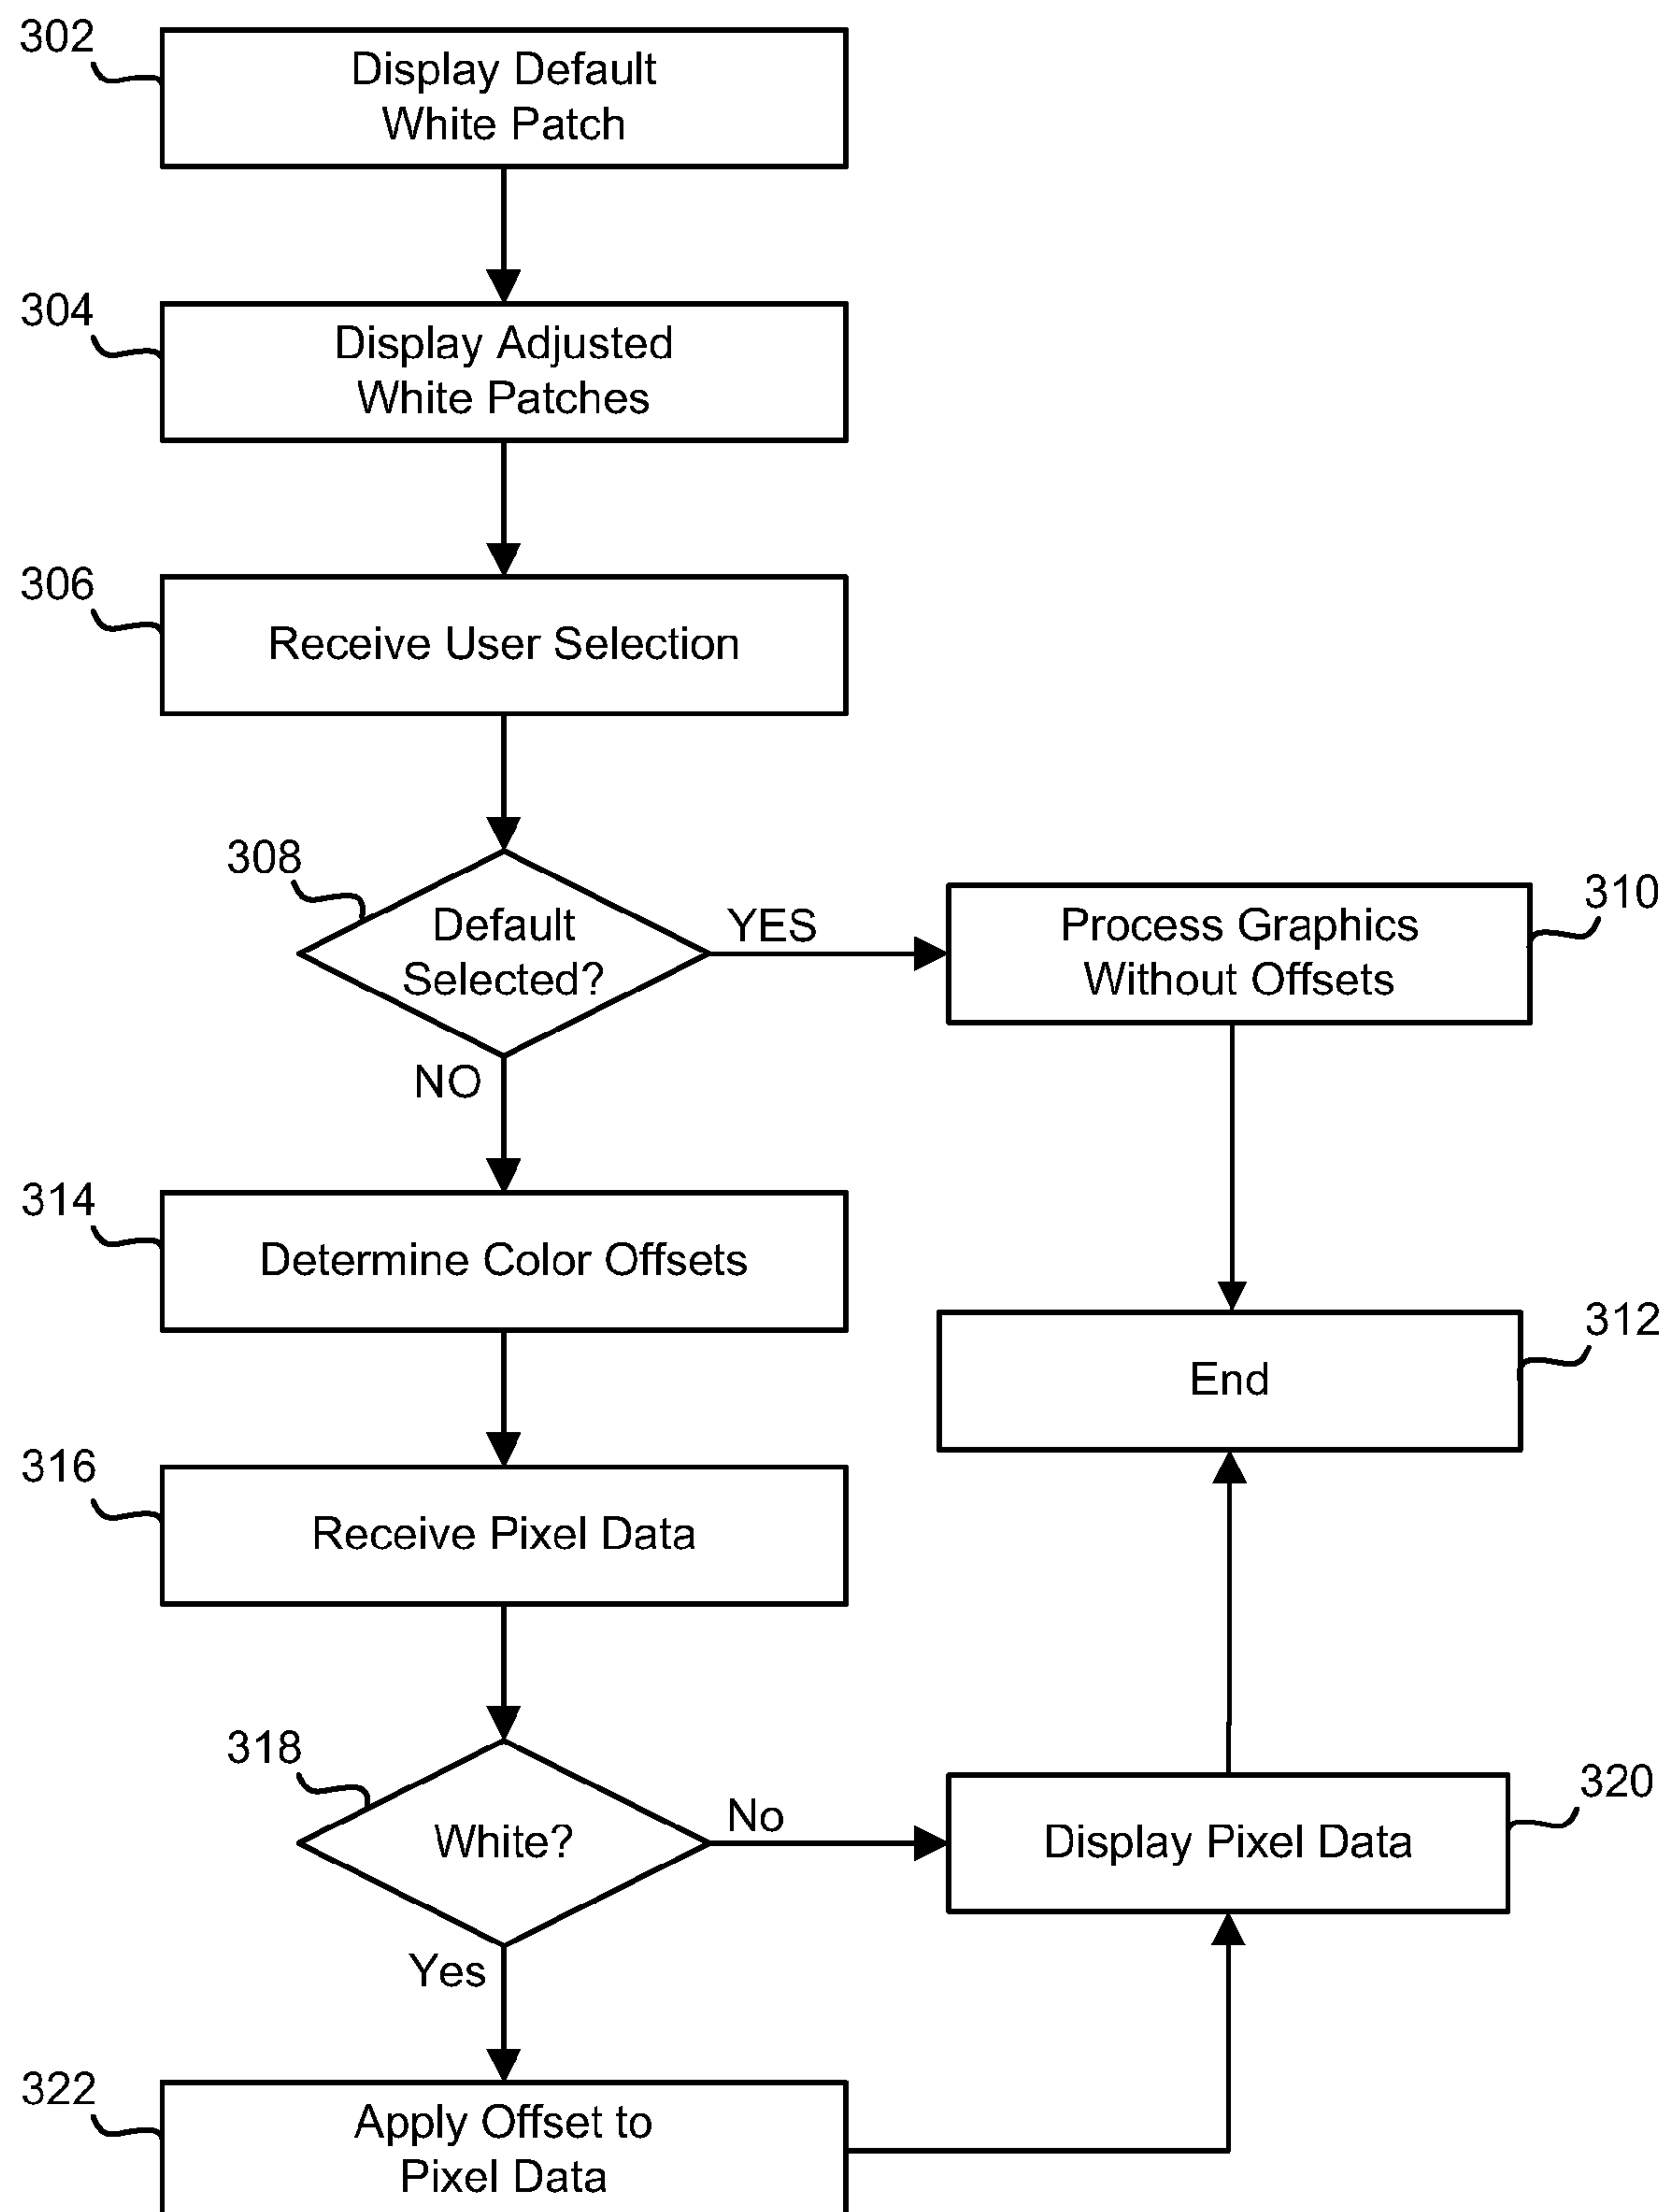 302
Display Default
White Patch
304
Display Adjusted
White Patches
306
Receive User Selection
308
Default
Selected?
YES
NO
310
Process Graphics
Without Offsets
312
End
314
Determine Color Offsets
316
Receive Pixel Data
318
White?
No
Yes
320
Display Pixel Data
322
Apply Offset to
Pixel Data